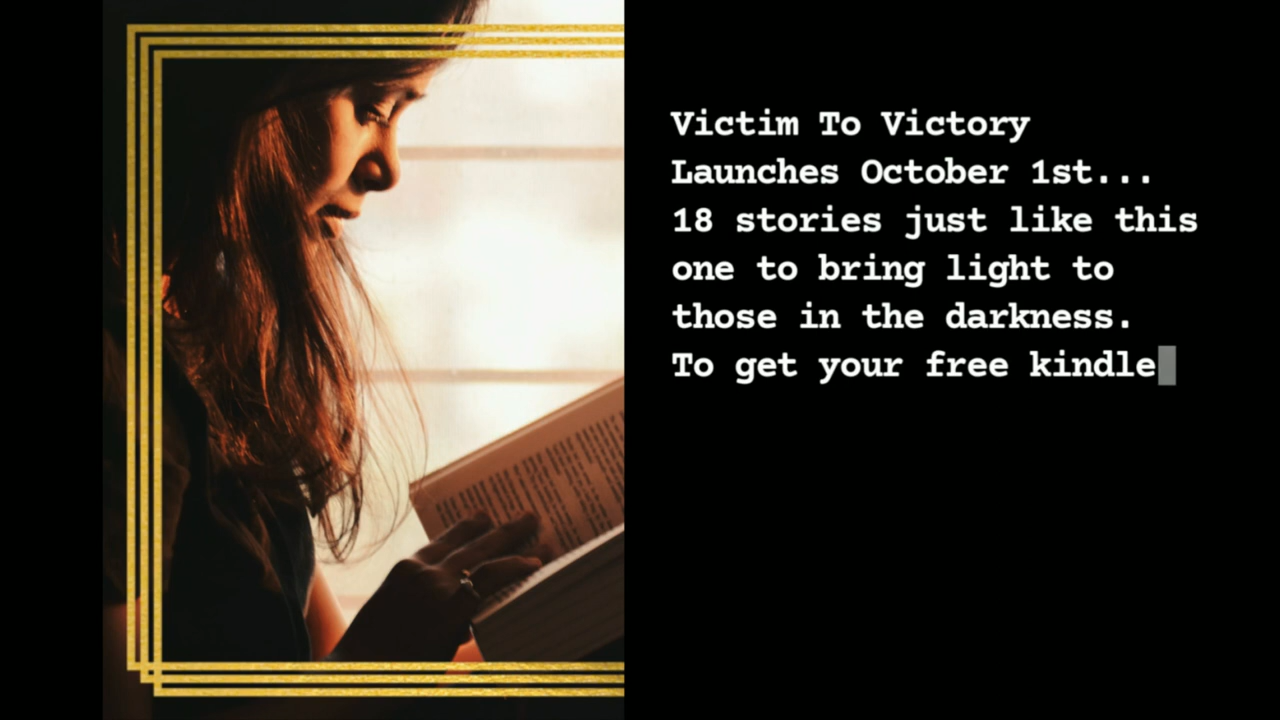 Victim To Victory
Launches October 1st...
18 stories just like this
one to bring light to
those in the darkness.
To get your free kindle